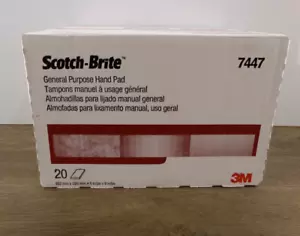 Scotch-Brite™
7447
General Purpose Hand Pad
Tampons manuel à usage général
Almohadillas para lijado manual general
Almofadas para lixamento manual, uso geral
20
3M